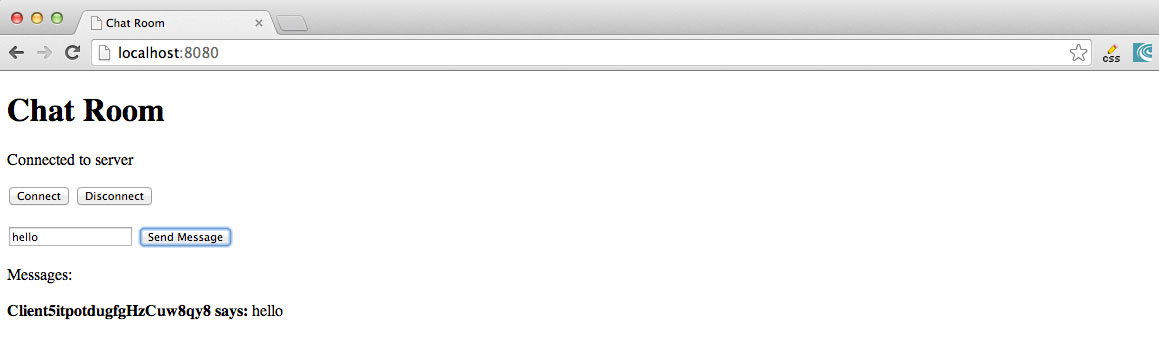 Chat Room
localhost:8080
css
Chat Room
Connected to server
Connect Disconnect
hello Send Message
Messages:
Client5itpotdugfgHzCuw8qy8 says: hello